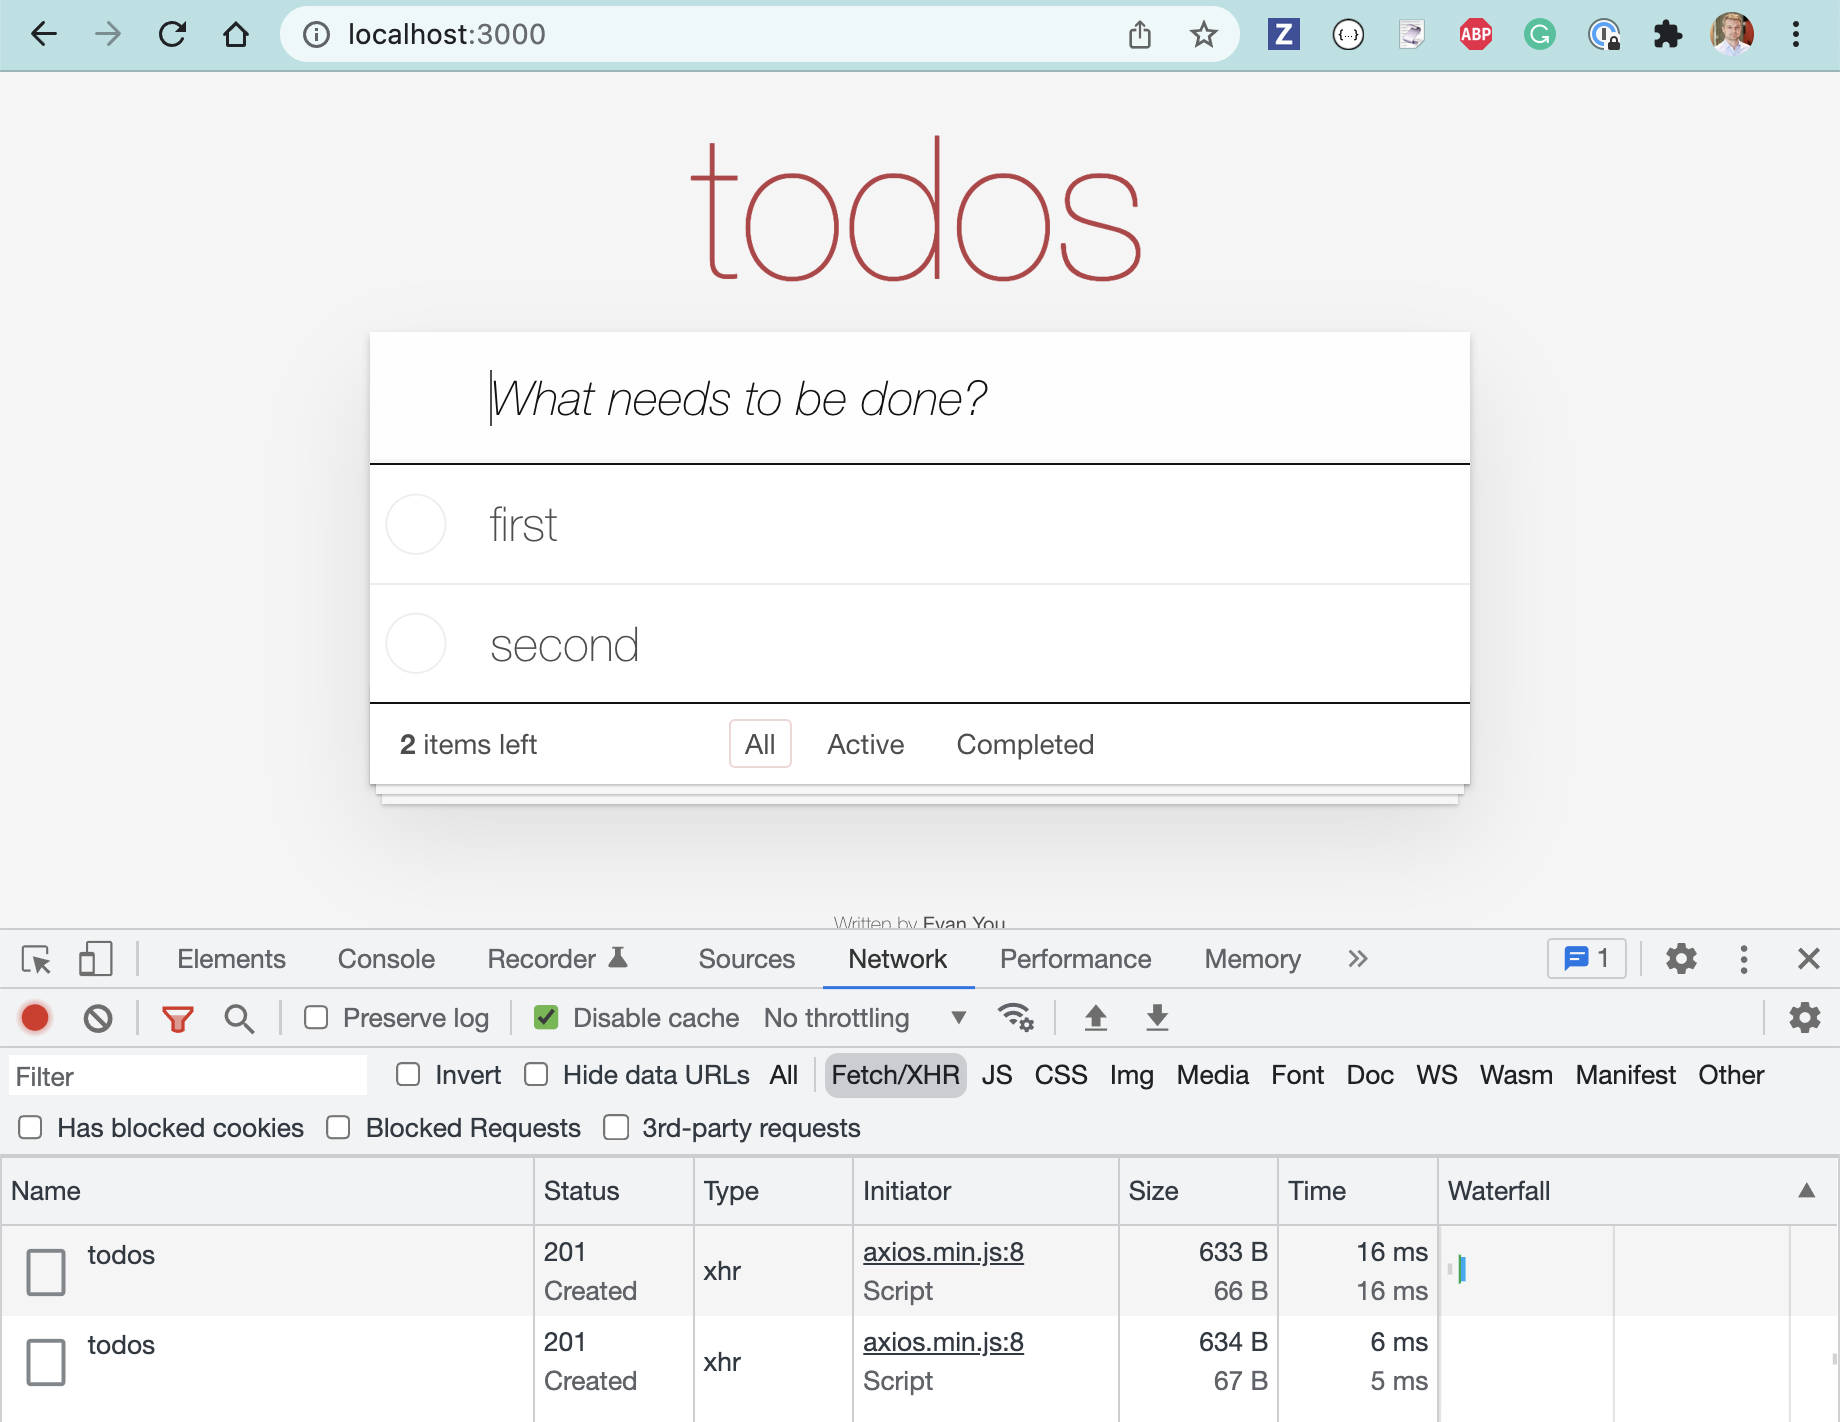 localhost:3000
Z {...} ABP G
todos
What needs to be done?
first
second
2 items left All Active Completed
Written by Evan You
Elements Console Recorder Sources Network Performance Memory » 1
Preserve log Disable cache No throttling
Filter Invert Hide data URLs All Fetch/XHR JS CSS Img Media Font Doc WS Wasm Manifest Other
Has blocked cookies Blocked Requests 3rd-party requests
Name Status Type Initiator Size Time Waterfall
todos 201 xhr axios.min.js:8 633 B 16 ms
Created Script 66 B 16 ms
todos 201 xhr axios.min.js:8 634 B 6 ms
Created Script 67 B 5 ms